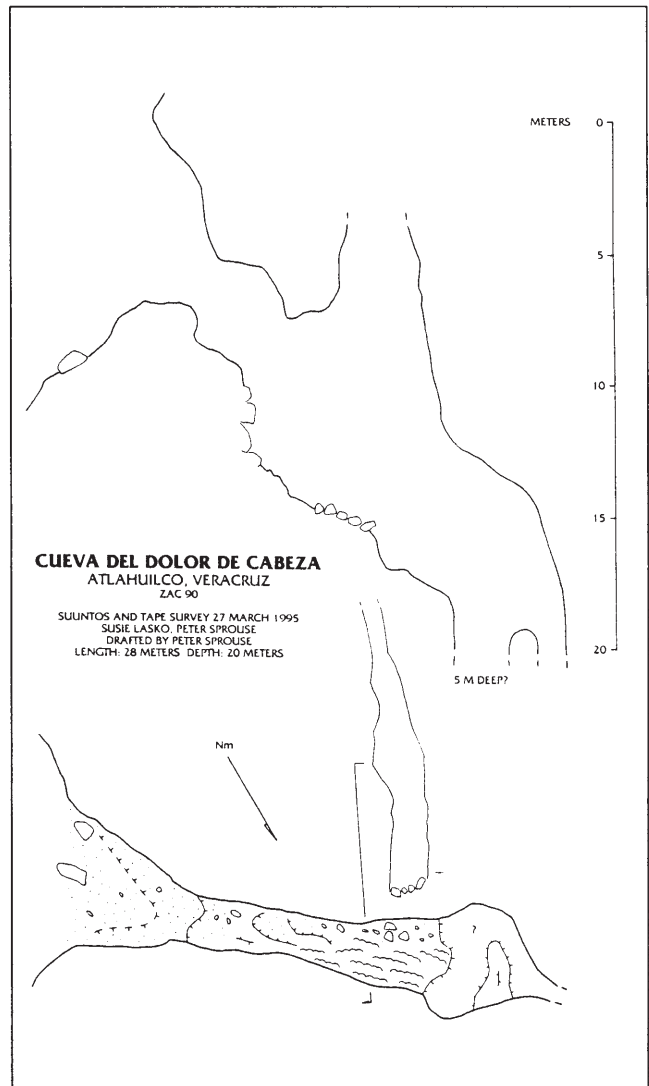 METERS 0
5
10
15
20
CUEVA DEL DOLOR DE CABEZA
ATLAHUILCO, VERACRUZ
ZAC 90
SUUNTOS AND TAPE SURVEY 27 MARCH 1995
SUSIE LASKO, PETER SPROUSE
DRAFTED BY PETER SPROUSE
LENGTH: 28 METERS DEPTH: 20 METERS
5 M DEEP?
Nm
?